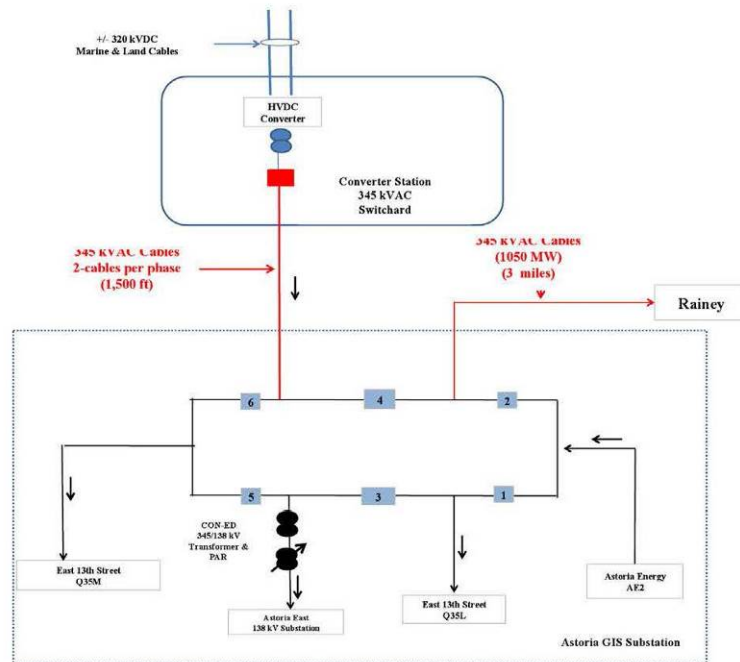 +/- 320 kVDC
Marine & Land Cables
HVDC
Converter
Converter Station
345 kVAC
Switchard
345 kVAC Cables
2-cables per phase
(1,500 ft)
345 kVAC Cables
(1050 MW)
(3 miles)
Rainey
6
4
2
5
3
1
CON-ED
345/138 kV
Transformer &
PAR
East 13th Street
Q35M
Astoria East
138 kV Substation
East 13th Street
Q35L
Astoria Energy
AE2
Astoria GIS Substation